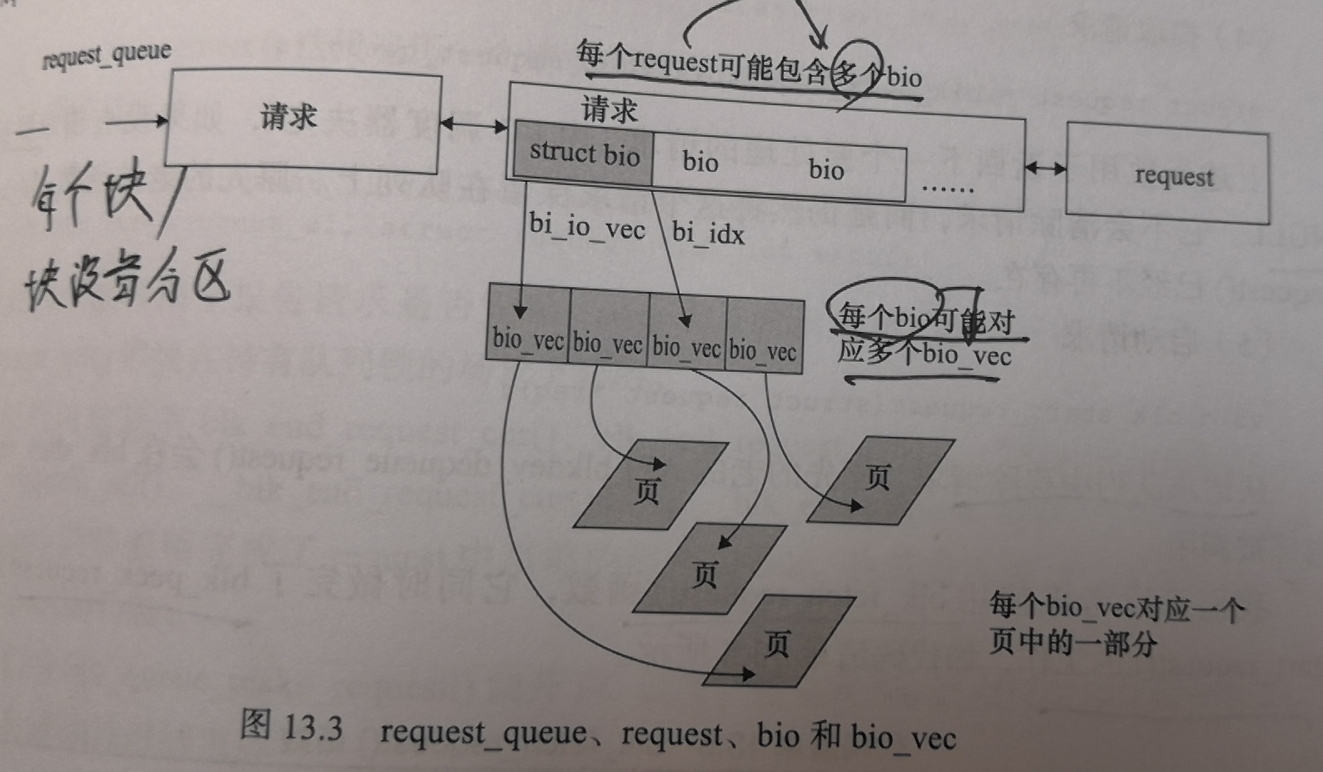 request_queue
每个request可能包含多个bio
请求
请求
struct bio
bio
bio
……
request
一
每个块/
块设备分区
bi_io_vec
bi_idx
bio_vec
bio_vec
bio_vec
bio_vec
每个bio可能对
应多个bio_vec
页
页
页
页
每个bio_vec对应一个
页中的一部分
图 13.3 request_queue、request、bio 和 bio_vec